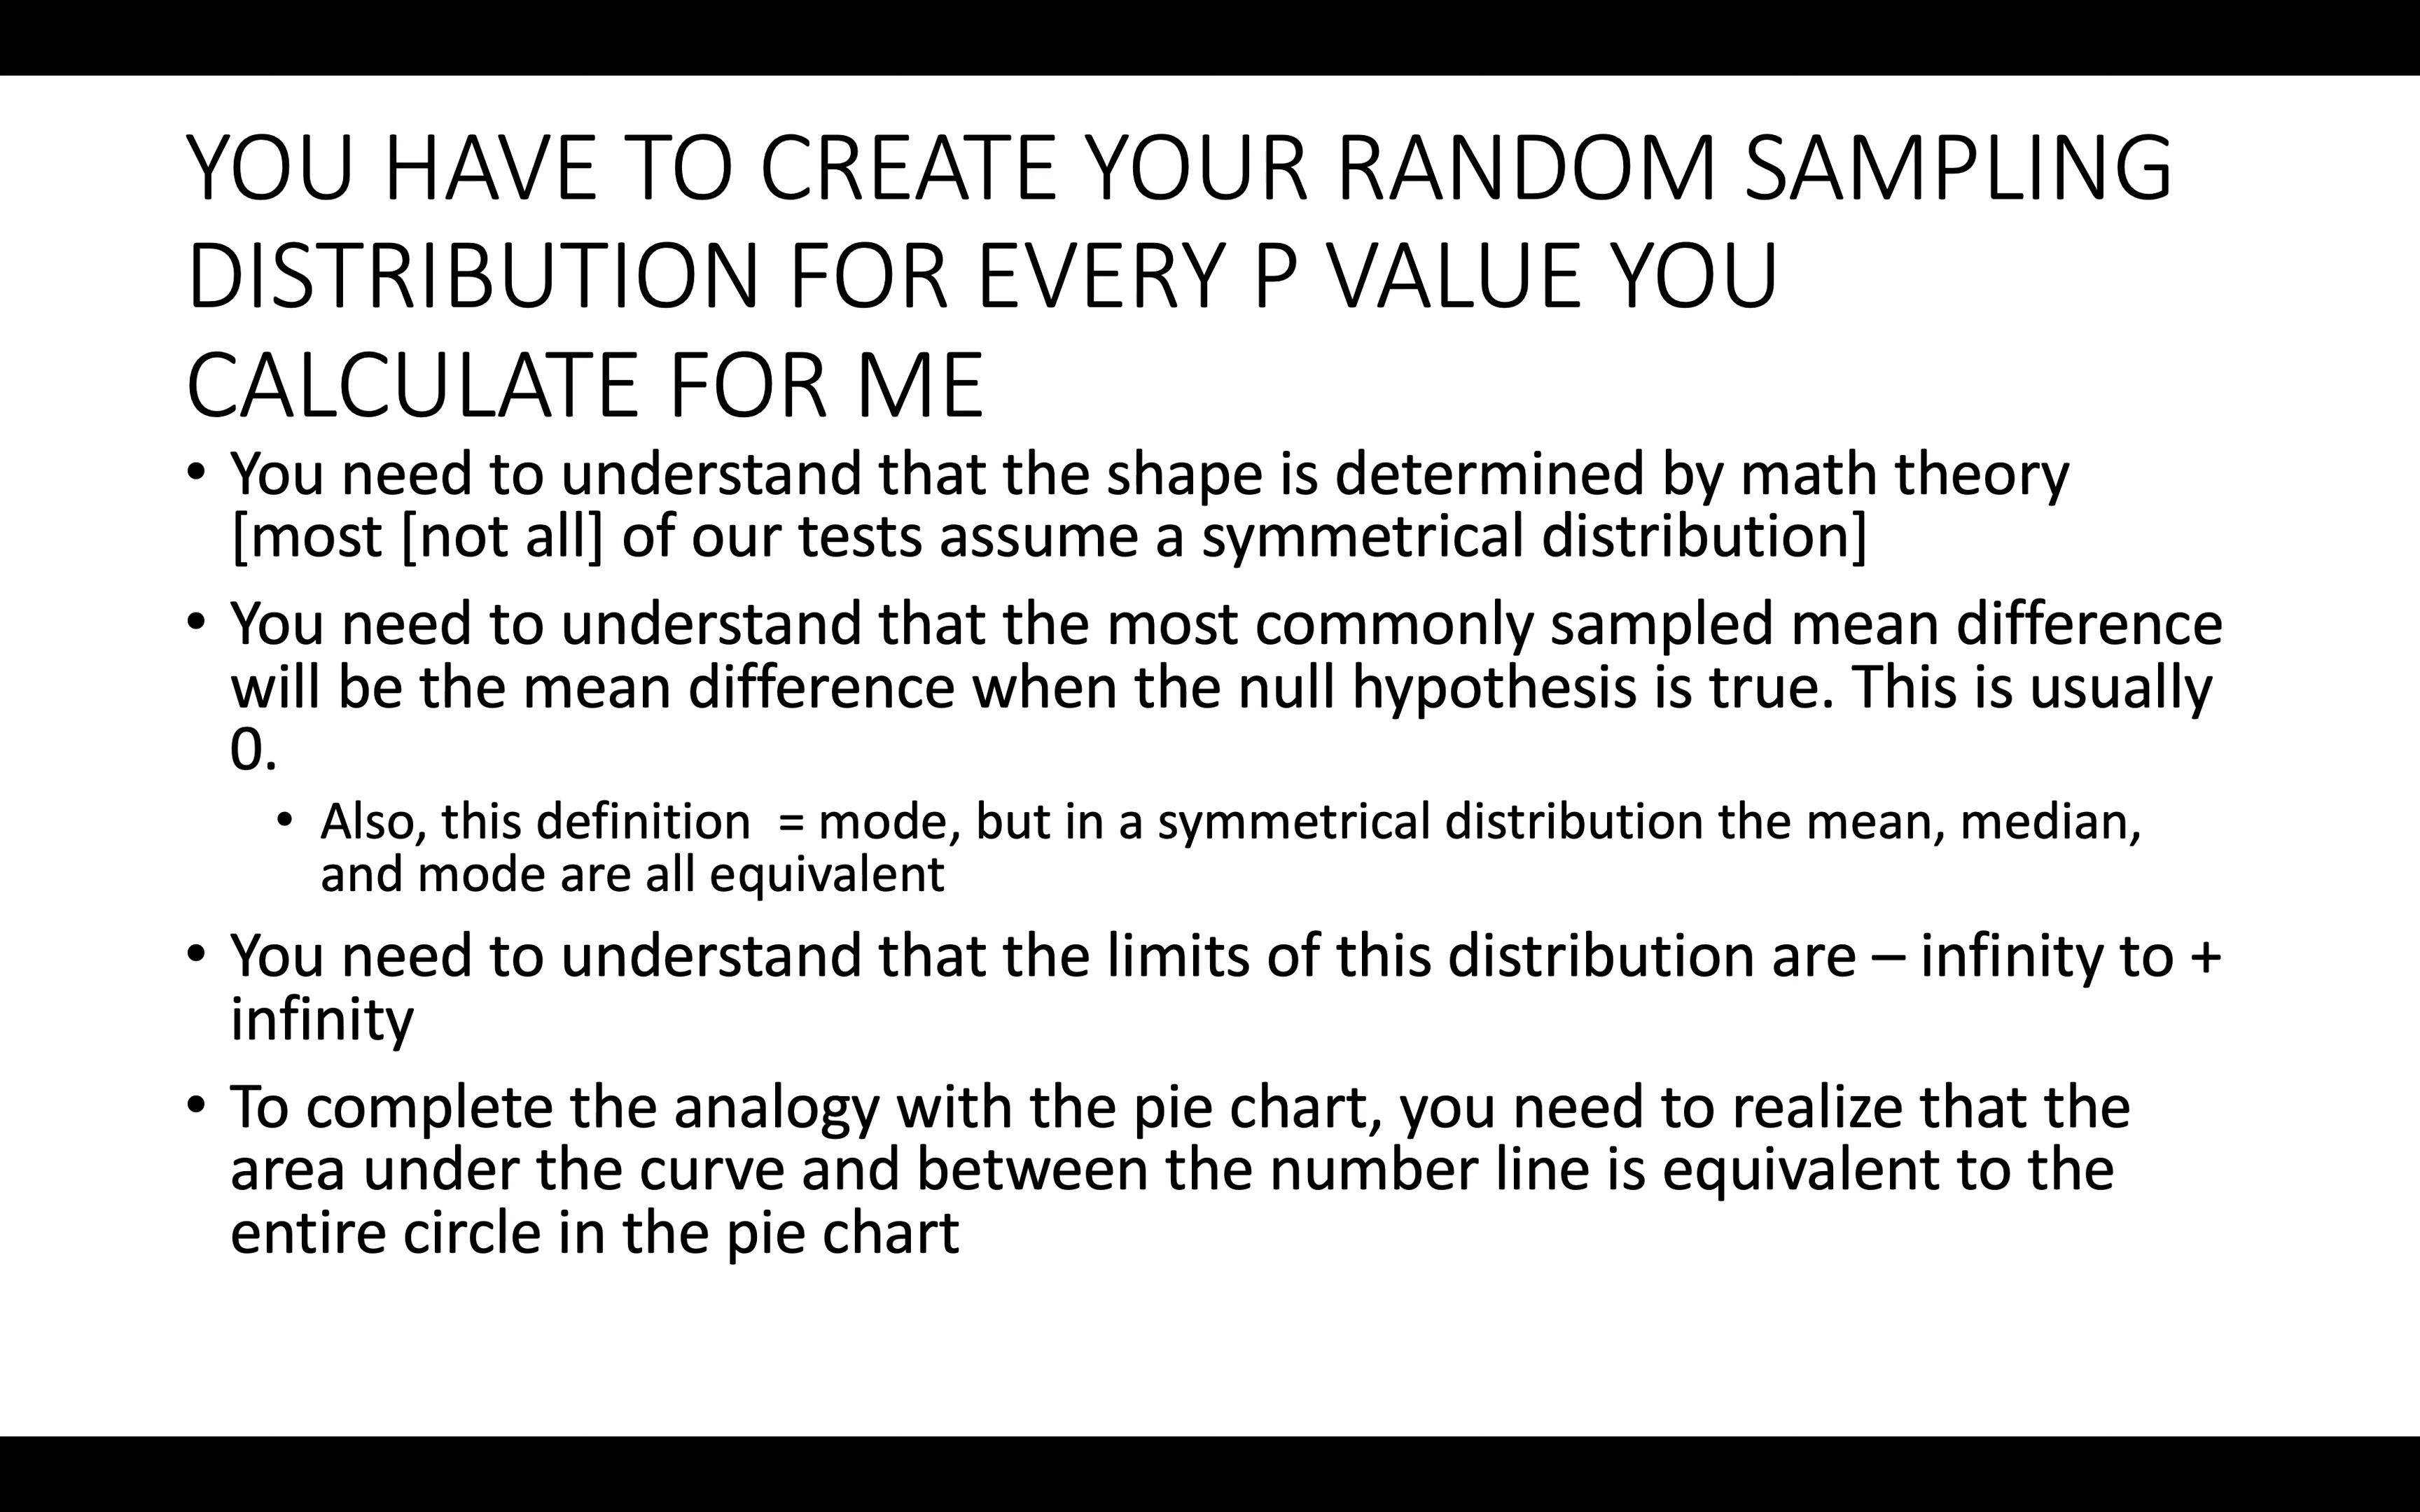 YOU HAVE TO CREATE YOUR RANDOM SAMPLING
DISTRIBUTION FOR EVERY P VALUE YOU
CALCULATE FOR ME
• You need to understand that the shape is determined by math theory
[most [not all] of our tests assume a symmetrical distribution]
• You need to understand that the most commonly sampled mean difference
will be the mean difference when the null hypothesis is true. This is usually
0.
• Also, this definition  = mode, but in a symmetrical distribution the mean, median,
and mode are all equivalent
• You need to understand that the limits of this distribution are – infinity to +
infinity
• To complete the analogy with the pie chart, you need to realize that the
area under the curve and between the number line is equivalent to the
entire circle in the pie chart